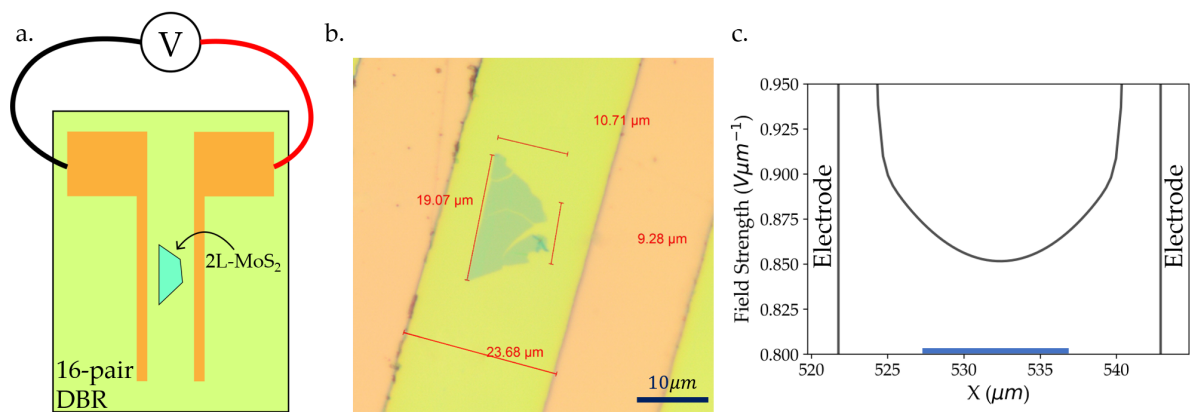 a.
V
2L-MoS₂
16-pair
DBR
b.
10.71 μm
19.07 μm
9.28 μm
23.68 μm
10μm
c.
0.950
0.925
0.900
0.875
0.850
0.825
0.800
Field Strength (Vμm⁻¹)
Electrode
Electrode
520
525
530
535
540
X (μm)